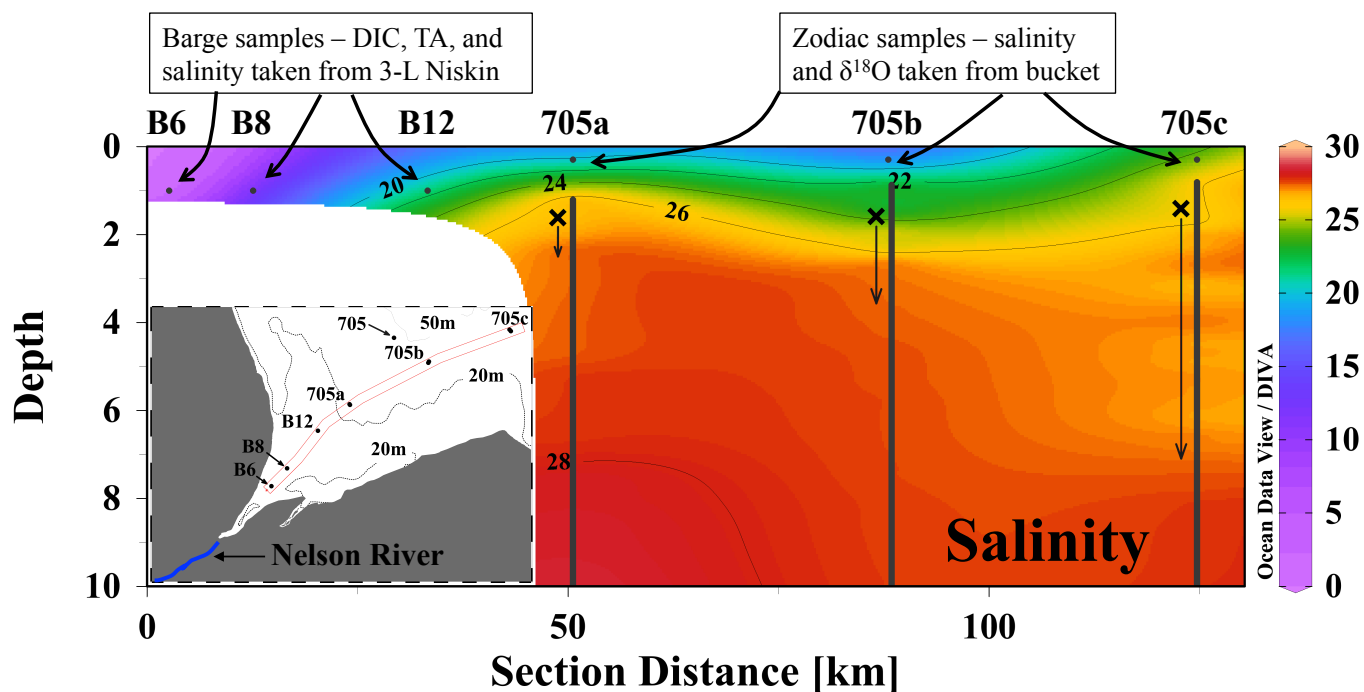 Barge samples – DIC, TA, and
salinity taken from 3-L Niskin
Zodiac samples – salinity
and δ¹⁸O taken from bucket
B6 B8 B12 705a 705b 705c
0
2
4
6
8
10
Depth
20
24
22
26
28
705
50m
705c
705b
20m
705a
B12
B8
20m
B6
Nelson River
Salinity
0 50 100
Section Distance [km]
30
25
20
15
10
5
0
Ocean Data View / DIVA